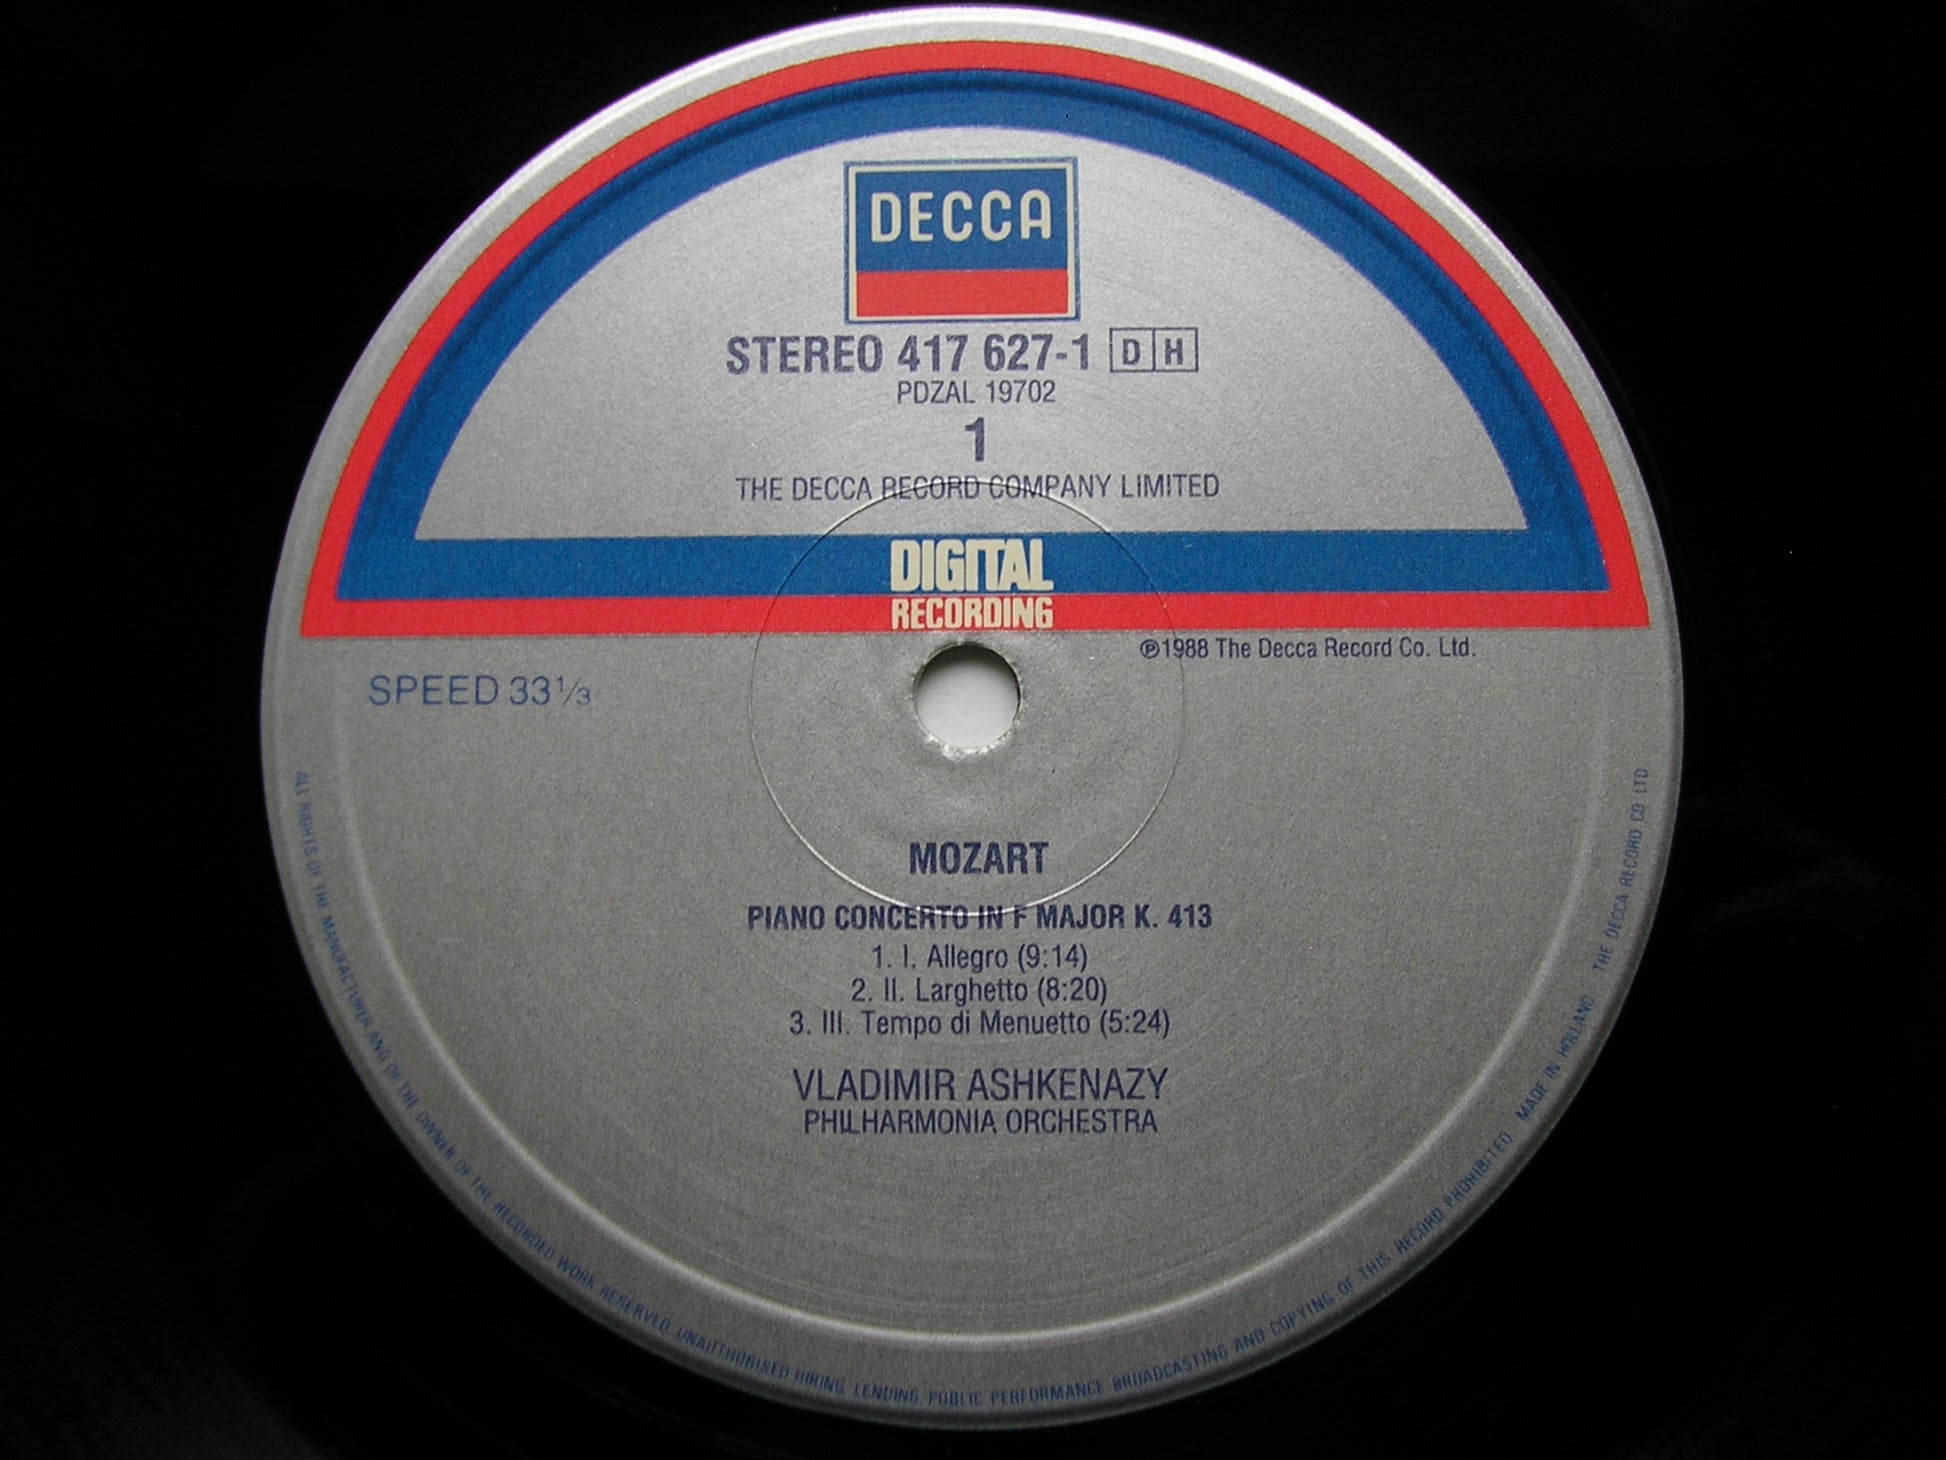 DECCA
STEREO 417 627-1 DH
PDZAL 19702
1
THE DECCA RECORD COMPANY LIMITED
DIGITAL
RECORDING
℗1988 The Decca Record Co. Ltd.
SPEED 33⅓
MOZART
PIANO CONCERTO IN F MAJOR K. 413
1. I. Allegro (9:14)
2. II. Larghetto (8:20)
3. III. Tempo di Menuetto (5:24)
VLADIMIR ASHKENAZY
PHILHARMONIA ORCHESTRA
ALL RIGHTS OF THE MANUFACTURER AND OF THE OWNER OF THE RECORDED WORK RESERVED UNAUTHORISED HIRING LENDING PUBLIC PERFORMANCE BROADCASTING AND COPYING OF THIS RECORD PROHIBITED. MADE IN HOLLAND THE DECCA RECORD CO LTD